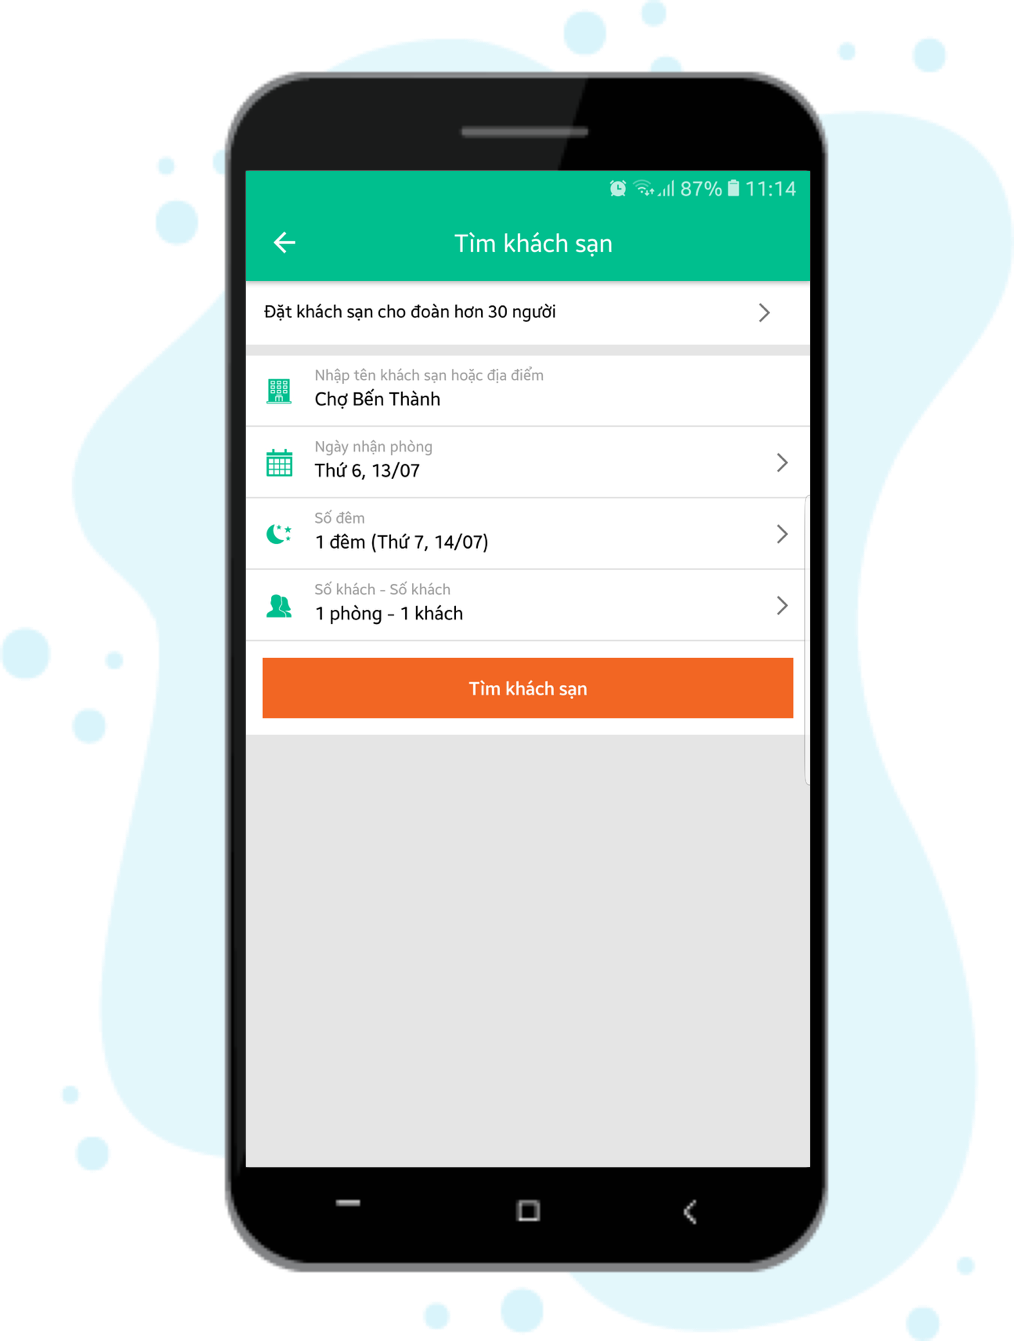 87% 11:14
Tìm khách sạn
Đặt khách sạn cho đoàn hơn 30 người
Nhập tên khách sạn hoặc địa điểm
Chợ Bến Thành
Ngày nhận phòng
Thứ 6, 13/07
Số đêm
1 đêm (Thứ 7, 14/07)
Số khách - Số khách
1 phòng - 1 khách
Tìm khách sạn